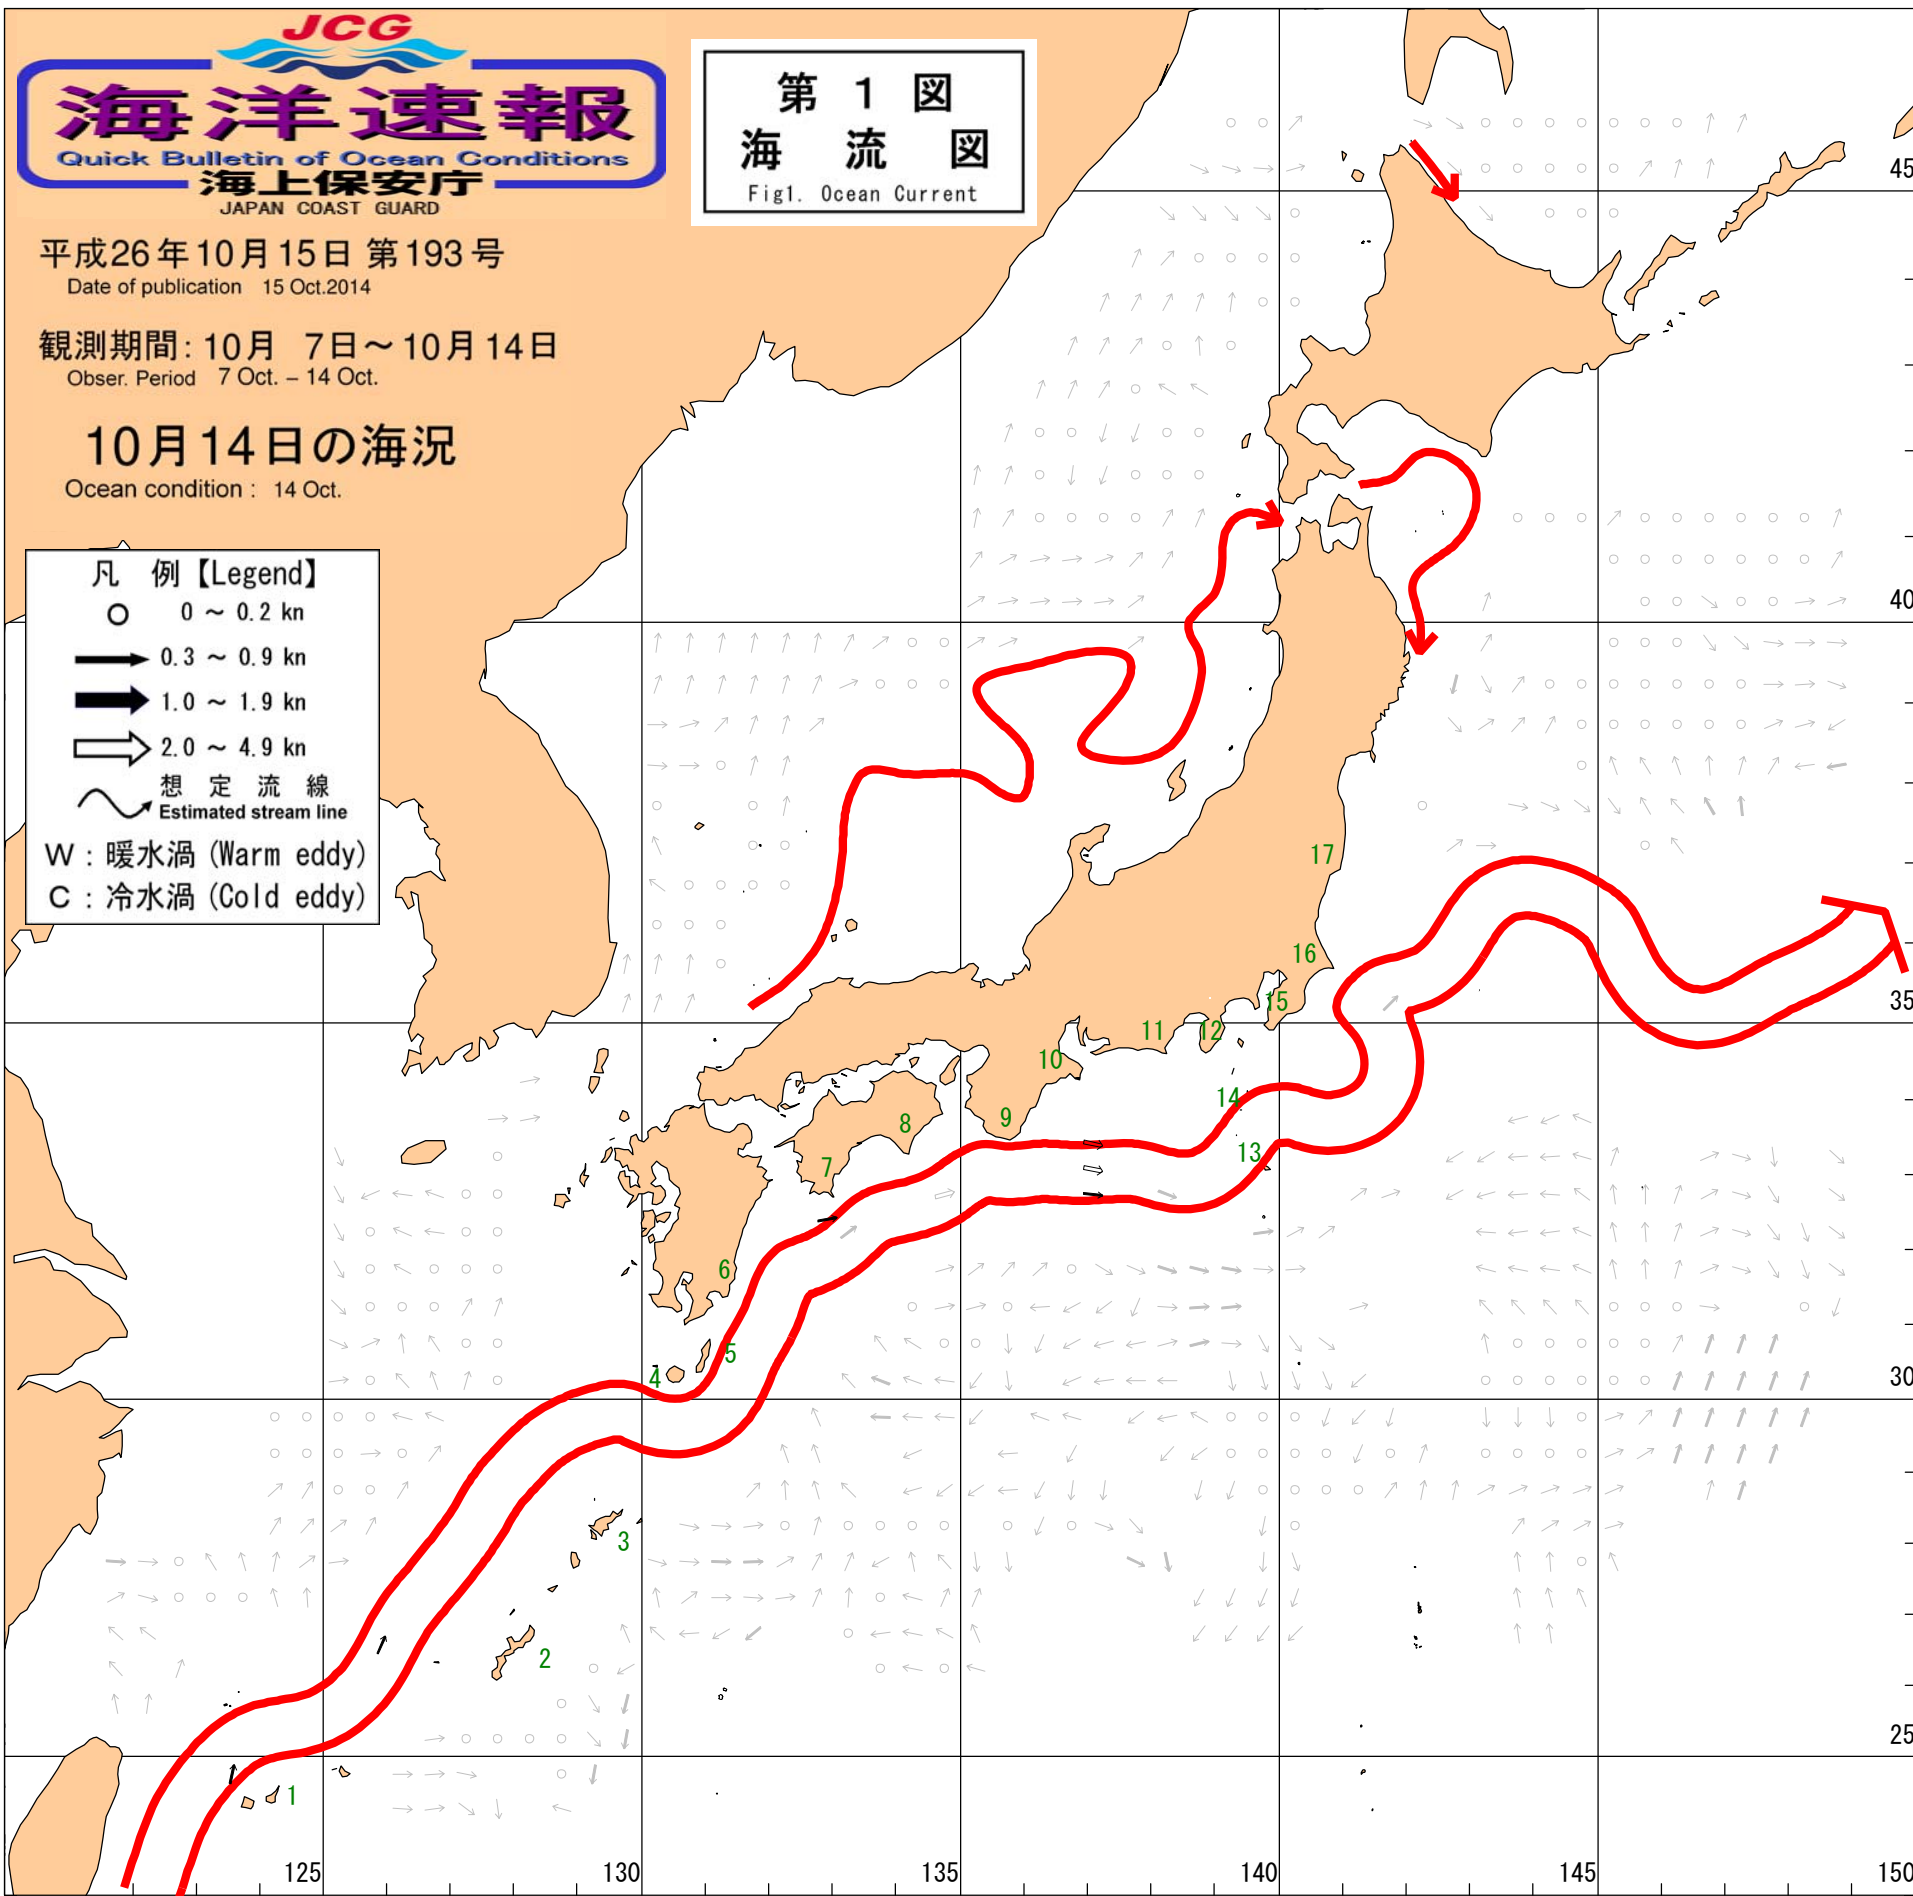 JCG
海洋速報
Quick Bulletin of Ocean Conditions
海上保安庁
JAPAN COAST GUARD
第 1 図
海 流 図
Fig1. Ocean Current
平成26年10月15日 第193号
Date of publication 15 Oct.2014
観測期間: 10月 7日～10月14日
Obser. Period 7 Oct. – 14 Oct.
10月14日の海況
Ocean condition : 14 Oct.
凡 例【Legend】
0 ～ 0.2 kn
0.3 ～ 0.9 kn
1.0 ～ 1.9 kn
2.0 ～ 4.9 kn
想 定 流 線
Estimated stream line
W : 暖水渦 (Warm eddy)
C : 冷水渦 (Cold eddy)
45
40
17
16
35
15
12
11
10
14
9
8
13
7
6
5
4
30
3
2
25
1
125
130
135
140
145
150